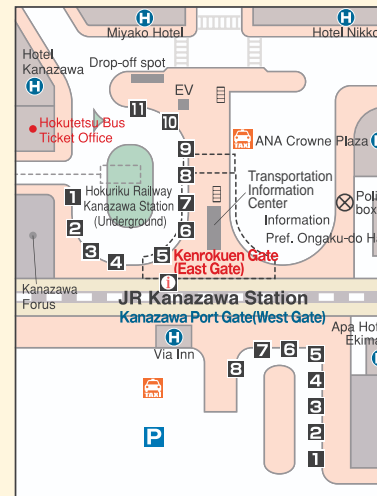 H
Miyako Hotel
H
Hotel Nikko
Hotel
Kanazawa
H
Drop-off spot
EV
Hokutetsu Bus
Ticket Office
11
10
9
8
7
6
5
TAXI
ANA Crowne Plaza
H
Transportation
Information
Center
Information
Pref. Ongaku-do Ha
Poli
box
1
2
3
4
Hokuriku Railway
Kanazawa Station
(Underground)
Kenrokuen Gate
(East Gate)
i
Kanazawa
Forus
JR Kanazawa Station
Kanazawa Port Gate(West Gate)
H
Via Inn
8
7
6
5
4
3
2
1
Apa Hot
Ekima
H
TAXI
P